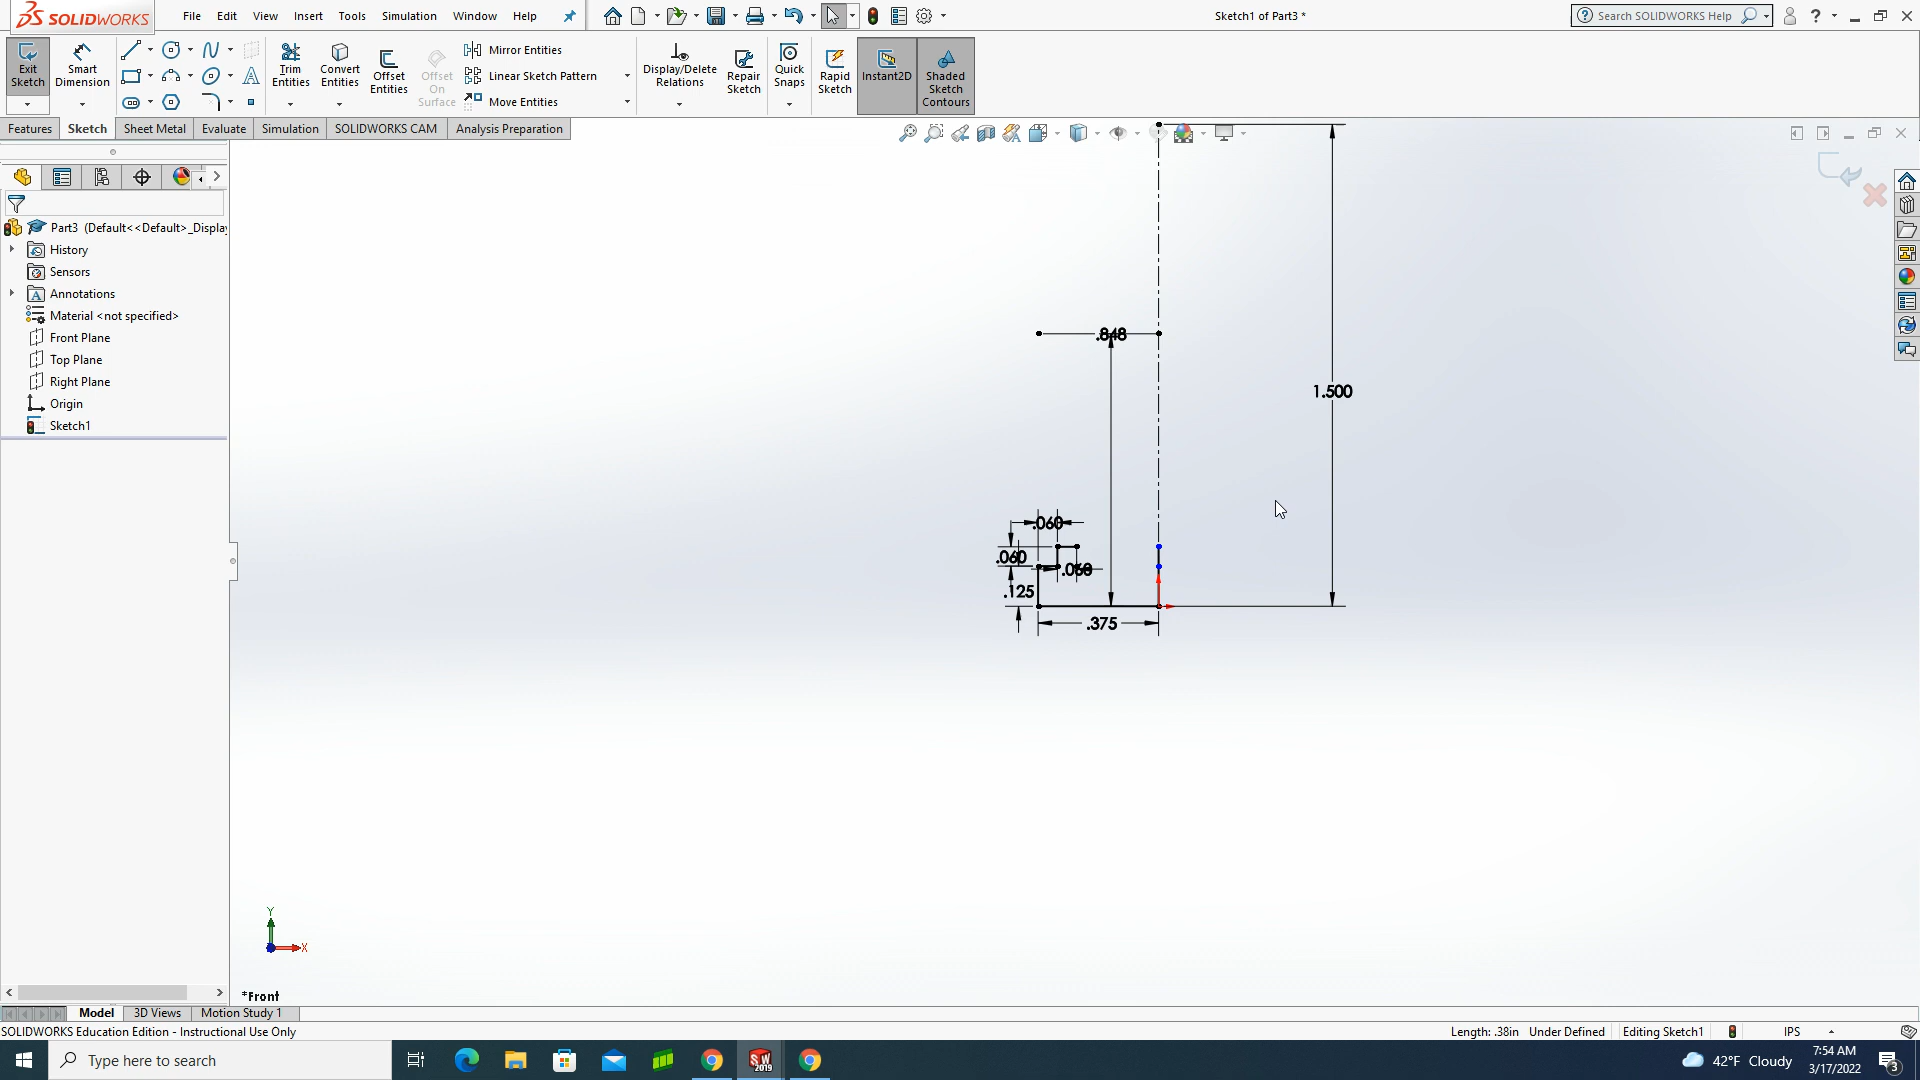 SOLIDWORKS
File Edit View Insert Tools Simulation Window Help
Sketch1 of Part3 *
Search SOLIDWORKS Help
?
Exit Sketch
Smart Dimension
Trim Entities
Convert Entities
Offset Entities
Offset On Surface
Mirror Entities
Linear Sketch Pattern
Move Entities
Display/Delete Relations
Repair Sketch
Quick Snaps
Rapid Sketch
Instant2D
Shaded Sketch Contours
Features Sketch Sheet Metal Evaluate Simulation SOLIDWORKS CAM Analysis Preparation
Part3 (Default<<Default>_Display
History
Sensors
Annotations
Material <not specified>
Front Plane
Top Plane
Right Plane
Origin
Sketch1
.848
1.500
.060
.060
.060
.125
.375
Y
X
*Front
Model 3D Views Motion Study 1
SOLIDWORKS Education Edition - Instructional Use Only
Length: .38in Under Defined Editing Sketch1 IPS
Type here to search
SW 2019
42°F Cloudy
7:54 AM
3/17/2022
3